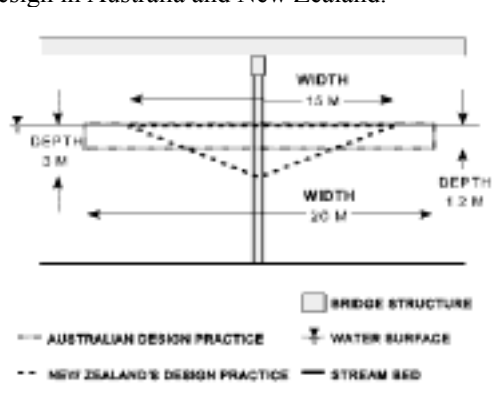 esign in Australia and New Zealand.
WIDTH
15 M
DEPTH
3 M
DEPTH
1.2 M
WIDTH
20 M
BRIDGE STRUCTURE
AUSTRALIAN DESIGN PRACTICE
WATER SURFACE
NEW ZEALAND'S DESIGN PRACTICE
STREAM BED